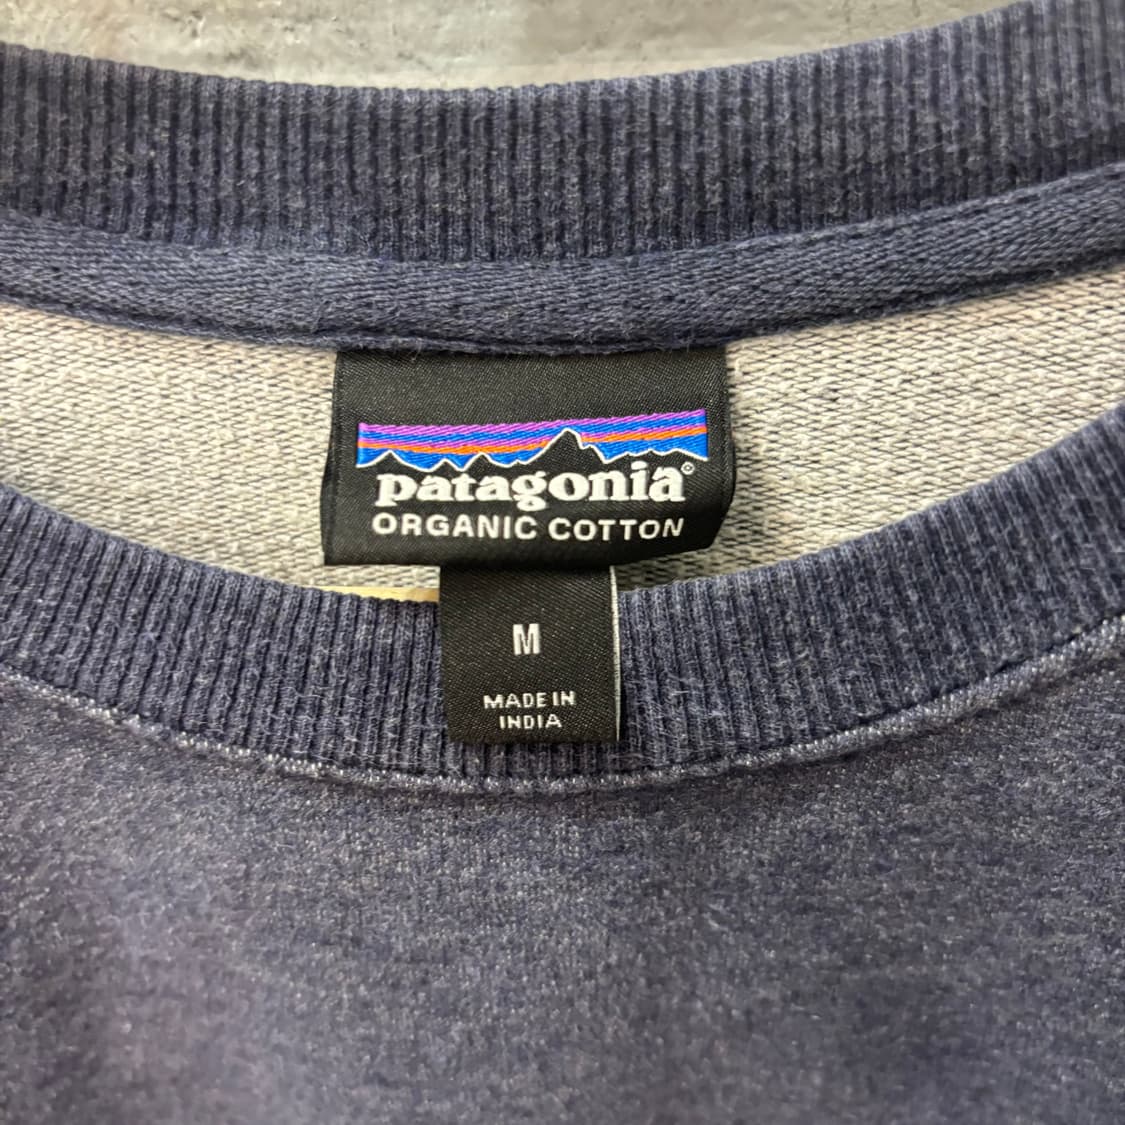 patagonia®
ORGANIC COTTON
M
MADE IN
INDIA